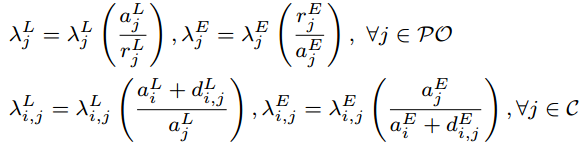 $\lambda_j^L = \lambda_j^L \left( \frac{a_j^L}{r_j^L} \right), \lambda_j^E = \lambda_j^E \left( \frac{r_j^E}{a_j^E} \right), \ \forall j \in \mathcal{PO}$
$\lambda_{i,j}^L = \lambda_{i,j}^L \left( \frac{a_i^L + d_{i,j}^L}{a_j^L} \right), \lambda_{i,j}^E = \lambda_{i,j}^E \left( \frac{a_j^E}{a_i^E + d_{i,j}^E} \right), \forall j \in \mathcal{C}$